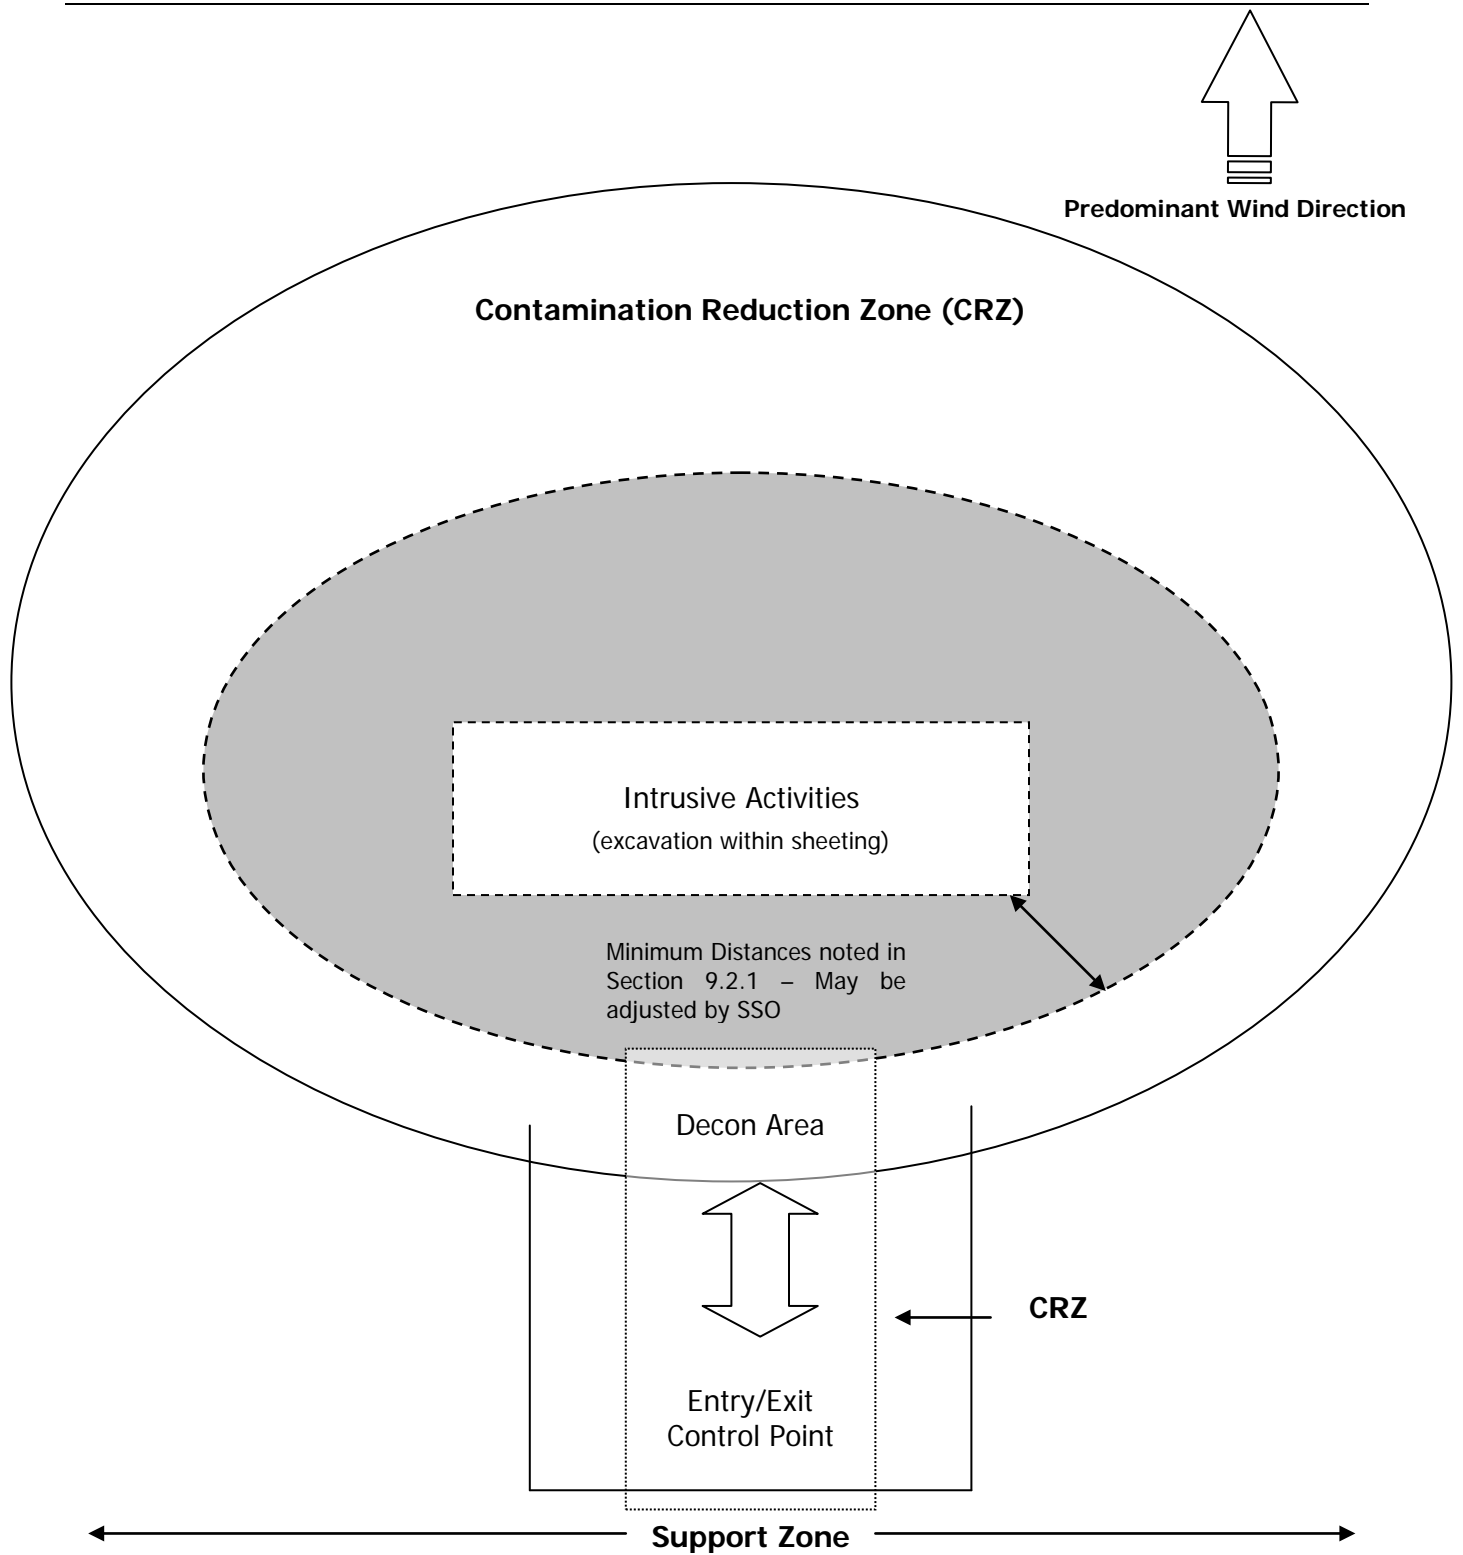 Predominant Wind Direction
Contamination Reduction Zone (CRZ)
Intrusive Activities
(excavation within sheeting)
Minimum Distances noted in
Section 9.2.1 – May be
adjusted by SSO
Decon Area
CRZ
Entry/Exit
Control Point
Support Zone